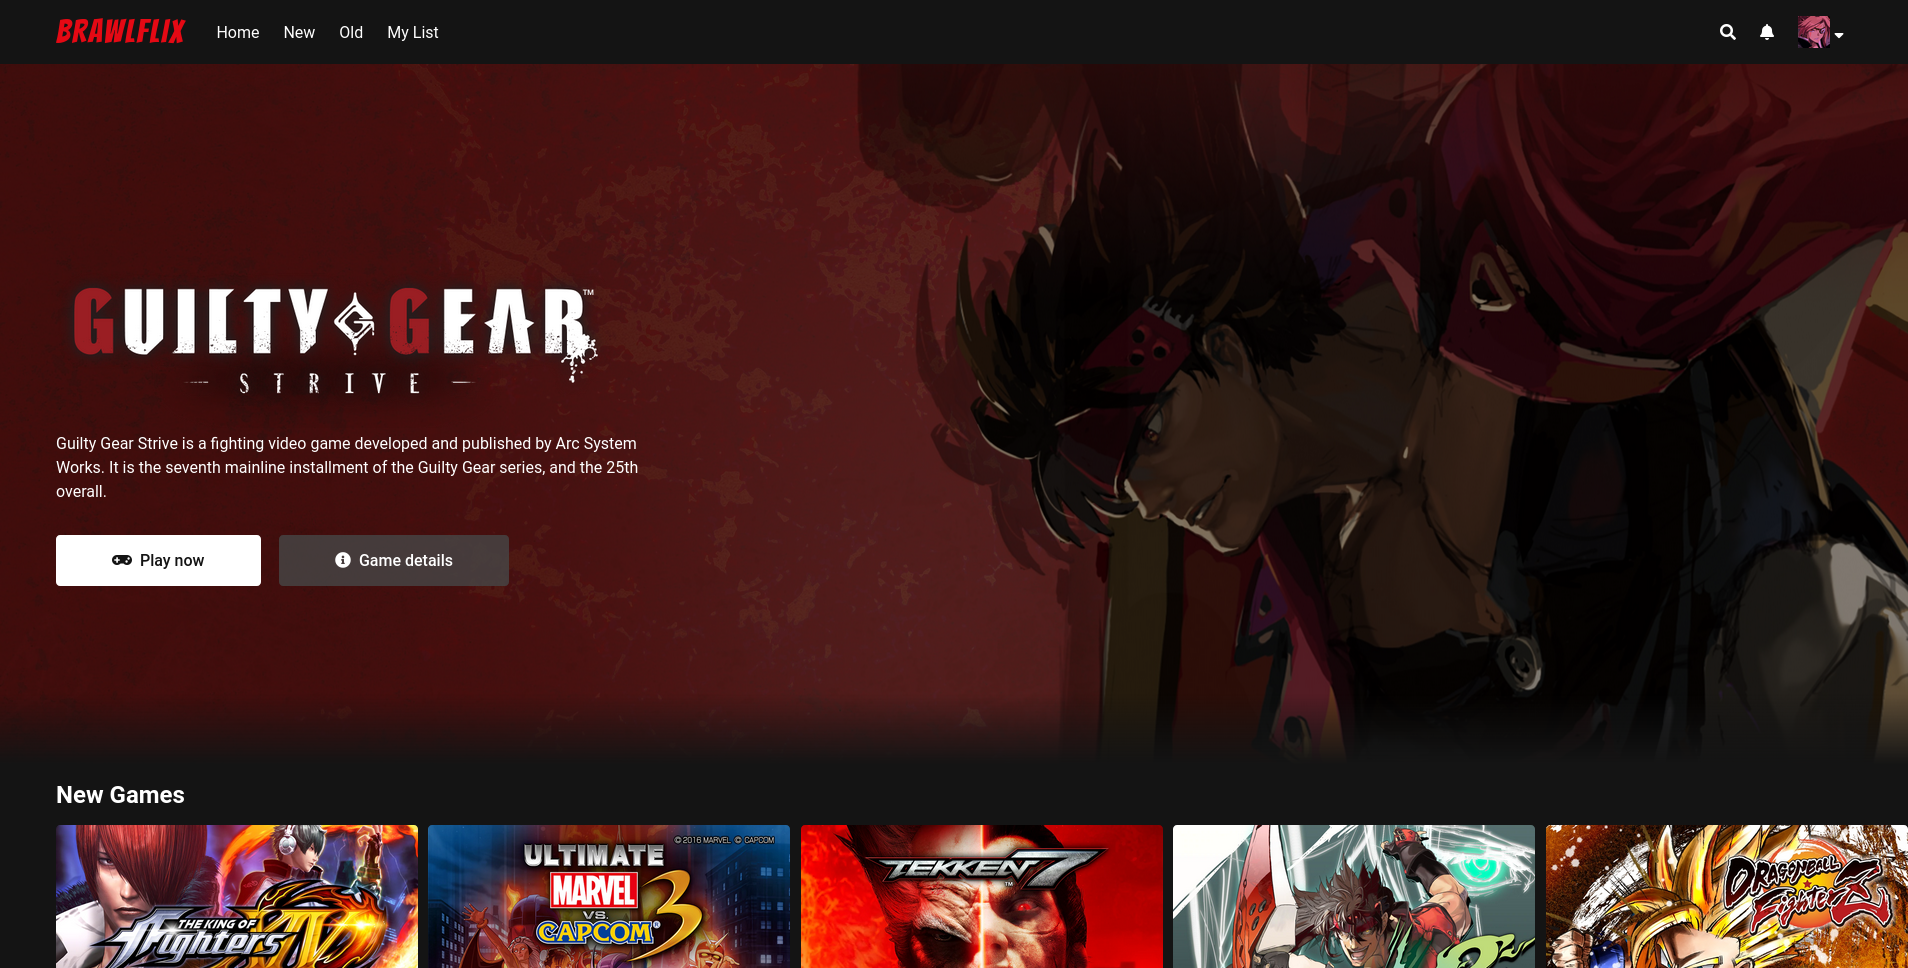 BRAWLFLIX Home New Old My List
GUILTY GEAR™
STRIVE
Guilty Gear Strive is a fighting video game developed and published by Arc System
Works. It is the seventh mainline installment of the Guilty Gear series, and the 25th
overall.
Play now Game details
New Games
THE KING OF
Fighters
XIV
© 2016 MARVEL © CAPCOM
ULTIMATE
MARVEL
VS.
CAPCOM® 3
TEKKEN 7™
DRAGONBALL
FighterZ